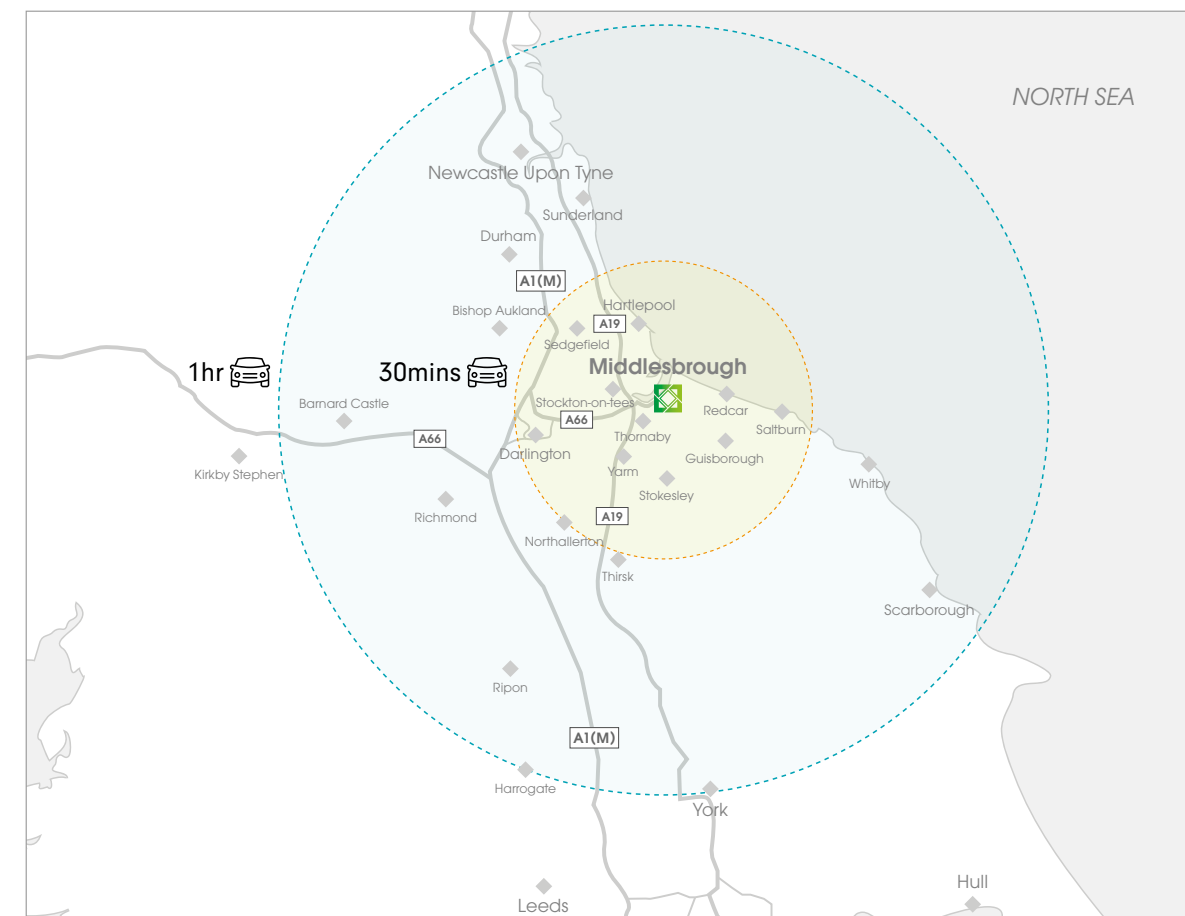 NORTH SEA
Newcastle Upon Tyne
Sunderland
Durham
A1(M)
Bishop Aukland
Hartlepool
A19
Sedgefield
1hr
30mins
Middlesbrough
Barnard Castle
Stockton-on-tees
Redcar
Saltburn
A66
Thornaby
A66
Darlington
Guisborough
Yarm
Kirkby Stephen
Whitby
Stokesley
Richmond
A19
Northallerton
Thirsk
Scarborough
Ripon
A1(M)
Harrogate
York
Hull
Leeds